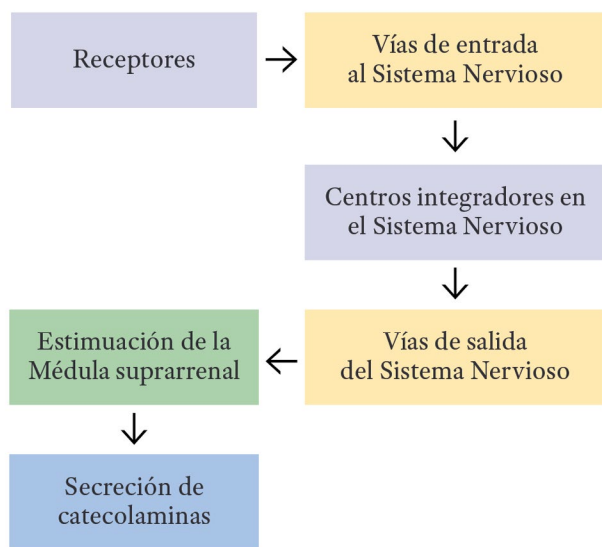 Receptores
Vías de entrada
al Sistema Nervioso
Centros integradores en
el Sistema Nervioso
Vías de salida
del Sistema Nervioso
Estimuación de la
Médula suprarrenal
Secreción de
catecolaminas